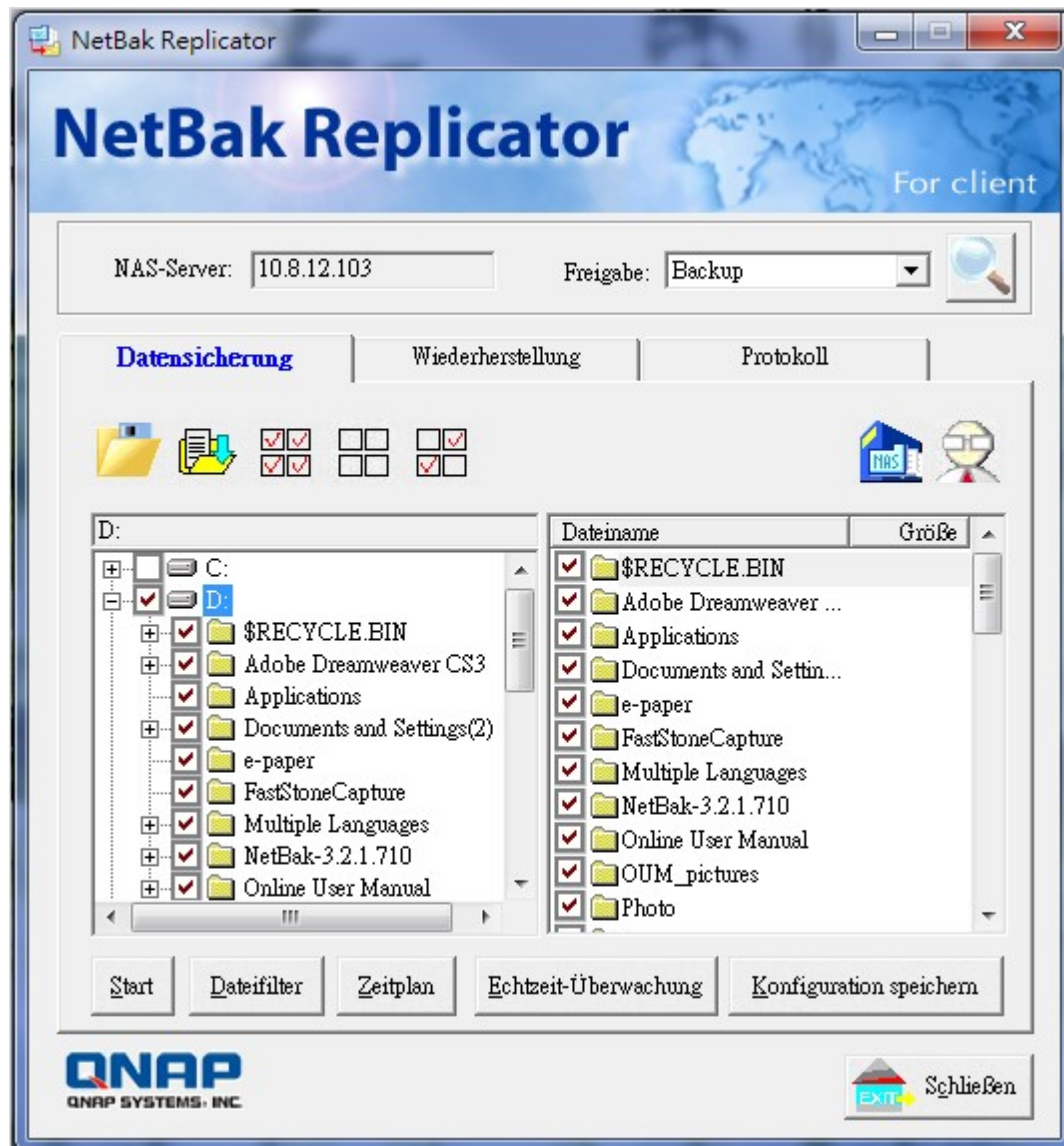 NetBak Replicator
NetBak Replicator
For client
NAS-Server: 10.8.12.103 Freigabe: Backup
Datensicherung Wiederherstellung Protokoll
NAS
D:
C:
D:
$RECYCLE.BIN
Adobe Dreamweaver CS3
Applications
Documents and Settings(2)
e-paper
FastStoneCapture
Multiple Languages
NetBak-3.2.1.710
Online User Manual
Dateiname Größe
$RECYCLE.BIN
Adobe Dreamweaver ...
Applications
Documents and Settin...
e-paper
FastStoneCapture
Multiple Languages
NetBak-3.2.1.710
Online User Manual
OUM_pictures
Photo
Start Dateifilter Zeitplan Echtzeit-Überwachung Konfiguration speichern
QNAP
QNAP SYSTEMS, INC.
EXIT Schließen